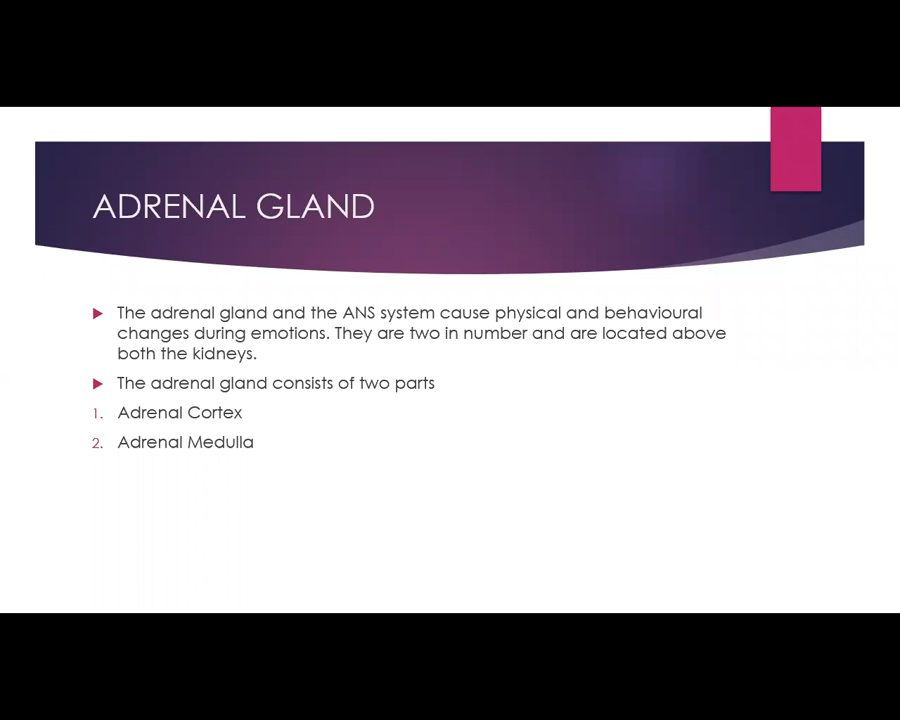 ADRENAL GLAND
The adrenal gland and the ANS system cause physical and behavioural
changes during emotions. They are two in number and are located above
both the kidneys.
The adrenal gland consists of two parts
1. Adrenal Cortex
2. Adrenal Medulla